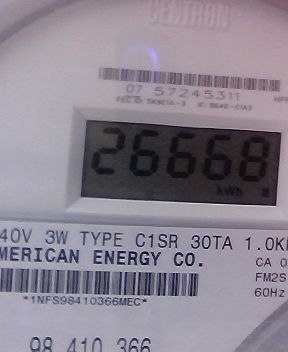 CENTRON
07 57245311
26668
kWh
40V 3W TYPE C1SR 30TA 1.0K
MERICAN ENERGY CO.
CA 0
FM2S
60Hz
*1NFS98410366MEC*
98 410 366